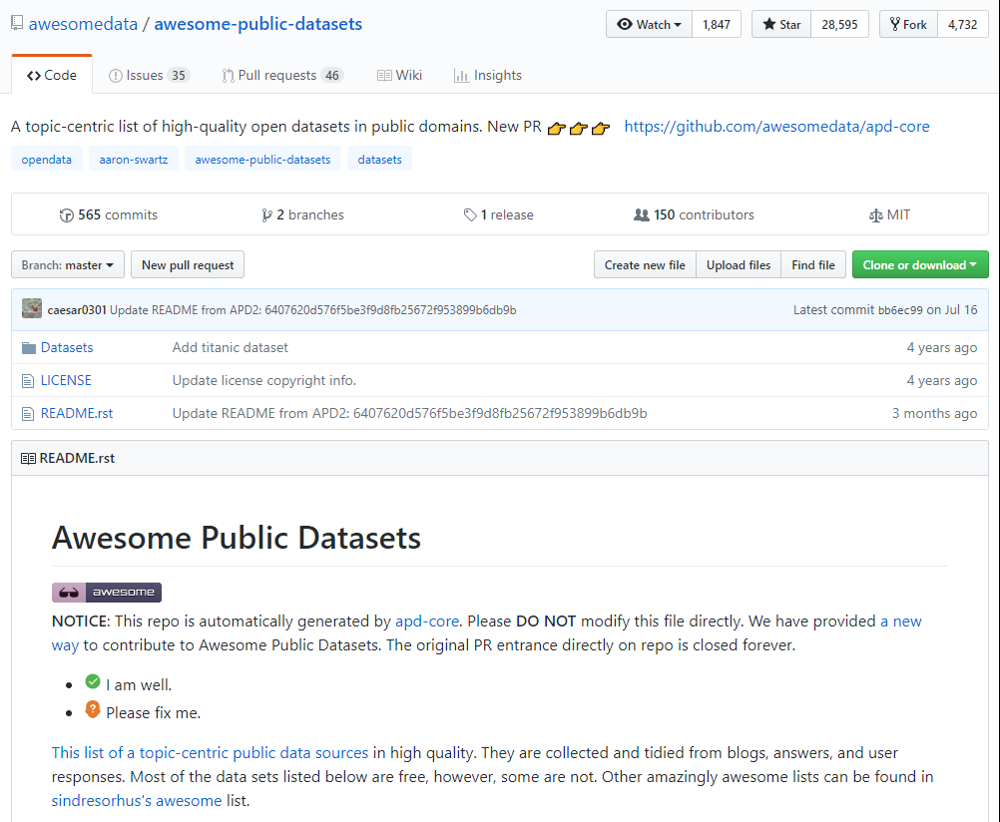 awesomedata / awesome-public-datasets
Watch 1,847 Star 28,595 Fork 4,732
Code Issues 35 Pull requests 46 Wiki Insights
A topic-centric list of high-quality open datasets in public domains. New PR 👉👉👉 https://github.com/awesomedata/apd-core
opendata aaron-swartz awesome-public-datasets datasets
565 commits 2 branches 1 release 150 contributors MIT
Branch: master New pull request Create new file Upload files Find file Clone or download
caesar0301 Update README from APD2: 6407620d576f5be3f9d8fb25672f953899b6db9b Latest commit bb6ec99 on Jul 16
Datasets Add titanic dataset 4 years ago
LICENSE Update license copyright info. 4 years ago
README.rst Update README from APD2: 6407620d576f5be3f9d8fb25672f953899b6db9b 3 months ago
README.rst
Awesome Public Datasets
awesome
NOTICE: This repo is automatically generated by apd-core. Please DO NOT modify this file directly. We have provided a new
way to contribute to Awesome Public Datasets. The original PR entrance directly on repo is closed forever.
• I am well.
• Please fix me.
This list of a topic-centric public data sources in high quality. They are collected and tidied from blogs, answers, and user
responses. Most of the data sets listed below are free, however, some are not. Other amazingly awesome lists can be found in
sindresorhus's awesome list.